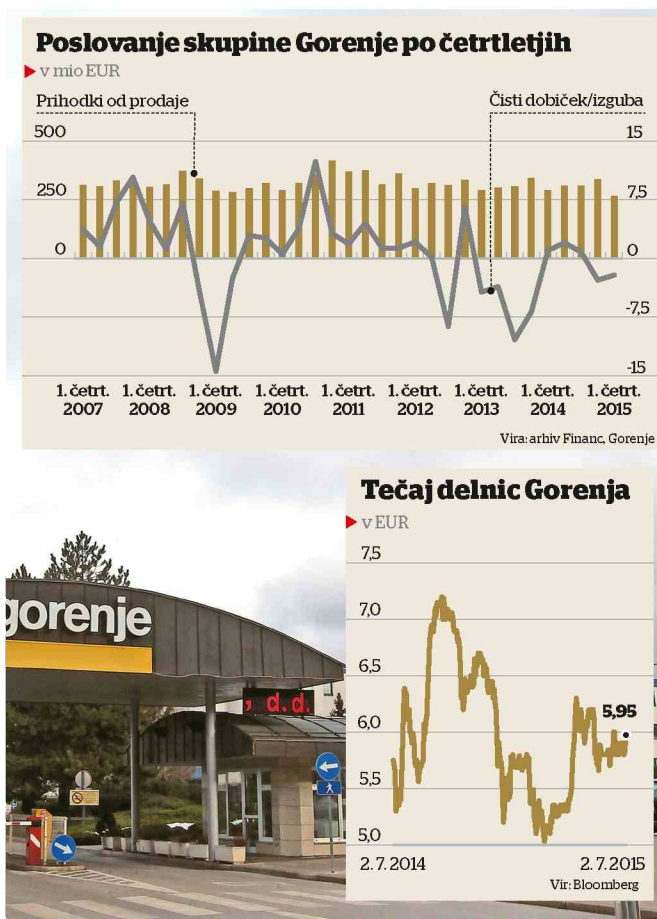 Poslovanje skupine Gorenje po četrtletjih
v mio EUR
Prihodki od prodaje
Čisti dobiček/izguba
500
15
250
7,5
0
0
-7,5
-15
1. četrt. 2007
1. četrt. 2008
1. četrt. 2009
1. četrt. 2010
1. četrt. 2011
1. četrt. 2012
1. četrt. 2013
1. četrt. 2014
1. četrt. 2015
Vira: arhiv Financ, Gorenje
Tečaj delnic Gorenja
v EUR
7,5
7,0
6,5
6,0
5,5
5,0
5,95
2.7.2014
2.7.2015
Vir: Bloomberg
gorenje
, d.d.